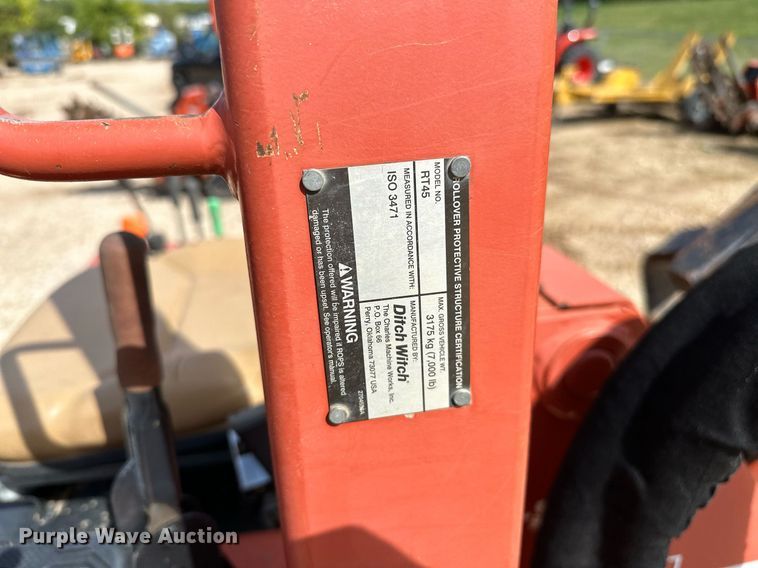 ROLLOVER PROTECTIVE STRUCTURE CERTIFICATION
MODEL NO.
RT45
MAX. GROSS VEHICLE WT.
3175 kg (7,000 lb)
MEASURED IN ACCORDANCE WITH:
ISO 3471
MANUFACTURED BY:
Ditch Witch®
The Charles Machine Works, Inc.
P.O. Box 66
Perry, Oklahoma 73077 USA
WARNING
The protection offered will be impaired if ROPS is altered
damaged or has been upset. See operator's manual.
Purple Wave Auction